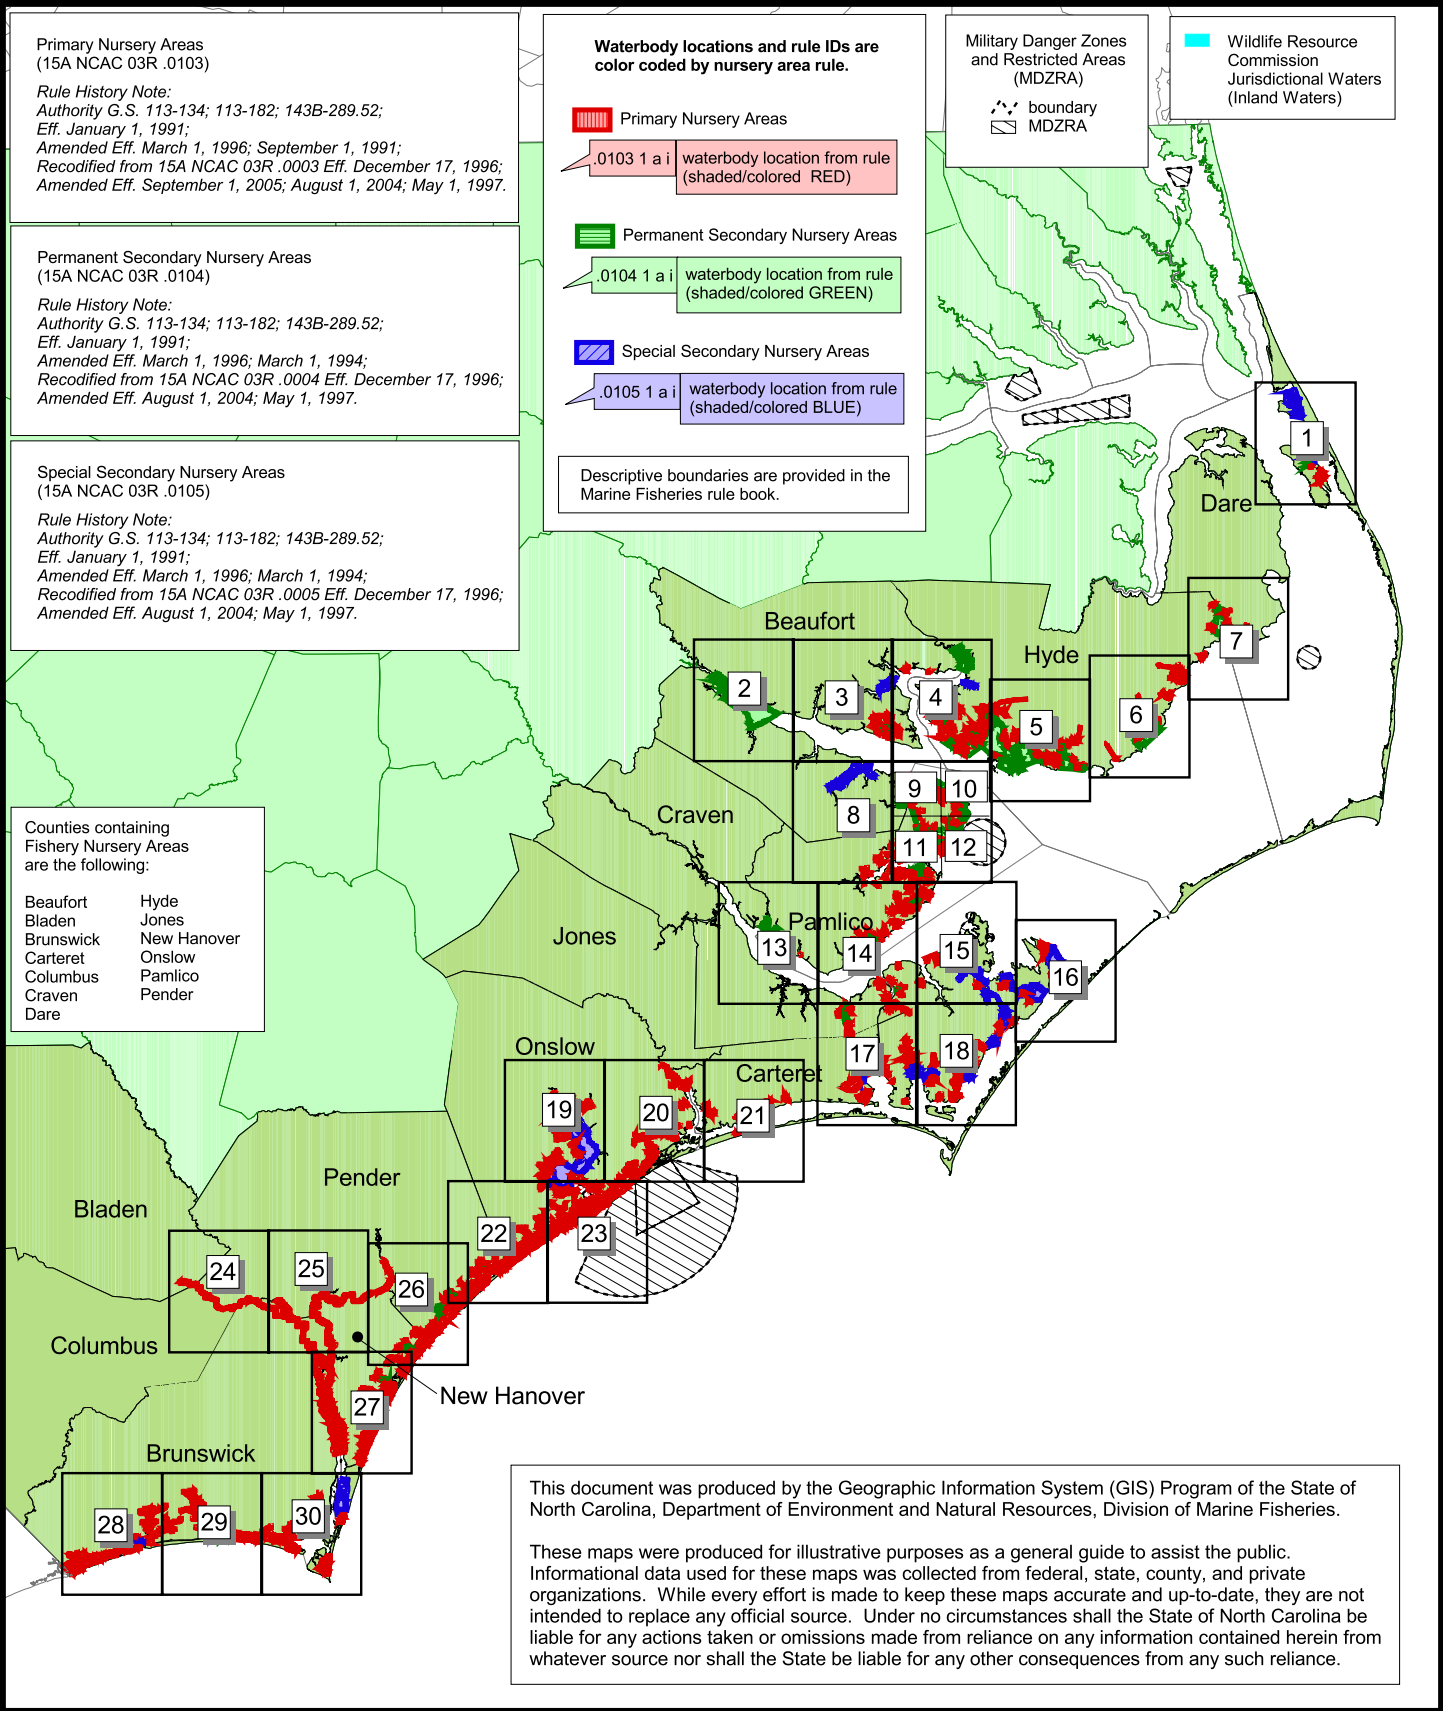 Primary Nursery Areas
(15A NCAC 03R .0103)
Rule History Note:
Authority G.S. 113-134; 113-182; 143B-289.52;
Eff. January 1, 1991;
Amended Eff. March 1, 1996; September 1, 1991;
Recodified from 15A NCAC 03R .0003 Eff. December 17, 1996;
Amended Eff. September 1, 2005; August 1, 2004; May 1, 1997.
Permanent Secondary Nursery Areas
(15A NCAC 03R .0104)
Rule History Note:
Authority G.S. 113-134; 113-182; 143B-289.52;
Eff. January 1, 1991;
Amended Eff. March 1, 1996; March 1, 1994;
Recodified from 15A NCAC 03R .0004 Eff. December 17, 1996;
Amended Eff. August 1, 2004; May 1, 1997.
Special Secondary Nursery Areas
(15A NCAC 03R .0105)
Rule History Note:
Authority G.S. 113-134; 113-182; 143B-289.52;
Eff. January 1, 1991;
Amended Eff. March 1, 1996; March 1, 1994;
Recodified from 15A NCAC 03R .0005 Eff. December 17, 1996;
Amended Eff. August 1, 2004; May 1, 1997.
Waterbody locations and rule IDs are
color coded by nursery area rule.
Primary Nursery Areas
.0103 1 a i
waterbody location from rule
(shaded/colored RED)
Permanent Secondary Nursery Areas
.0104 1 a i
waterbody location from rule
(shaded/colored GREEN)
Special Secondary Nursery Areas
.0105 1 a i
waterbody location from rule
(shaded/colored BLUE)
Descriptive boundaries are provided in the
Marine Fisheries rule book.
Military Danger Zones
and Restricted Areas
(MDZRA)
boundary
MDZRA
Wildlife Resource
Commission
Jurisdictional Waters
(Inland Waters)
1
Dare
Beaufort
7
Hyde
2
3
4
5
6
Craven
8
9
10
11
12
Counties containing
Fishery Nursery Areas
are the following:
Beaufort
Bladen
Brunswick
Carteret
Columbus
Craven
Dare
Hyde
Jones
New Hanover
Onslow
Pamlico
Pender
Jones
Pamlico
13
14
15
16
Onslow
17
18
Carteret
19
20
21
Pender
Bladen
22
23
24
25
26
Columbus
New Hanover
27
Brunswick
28
29
30
This document was produced by the Geographic Information System (GIS) Program of the State of
North Carolina, Department of Environment and Natural Resources, Division of Marine Fisheries.
These maps were produced for illustrative purposes as a general guide to assist the public.
Informational data used for these maps was collected from federal, state, county, and private
organizations.  While every effort is made to keep these maps accurate and up-to-date, they are not
intended to replace any official source.  Under no circumstances shall the State of North Carolina be
liable for any actions taken or omissions made from reliance on any information contained herein from
whatever source nor shall the State be liable for any other consequences from any such reliance.